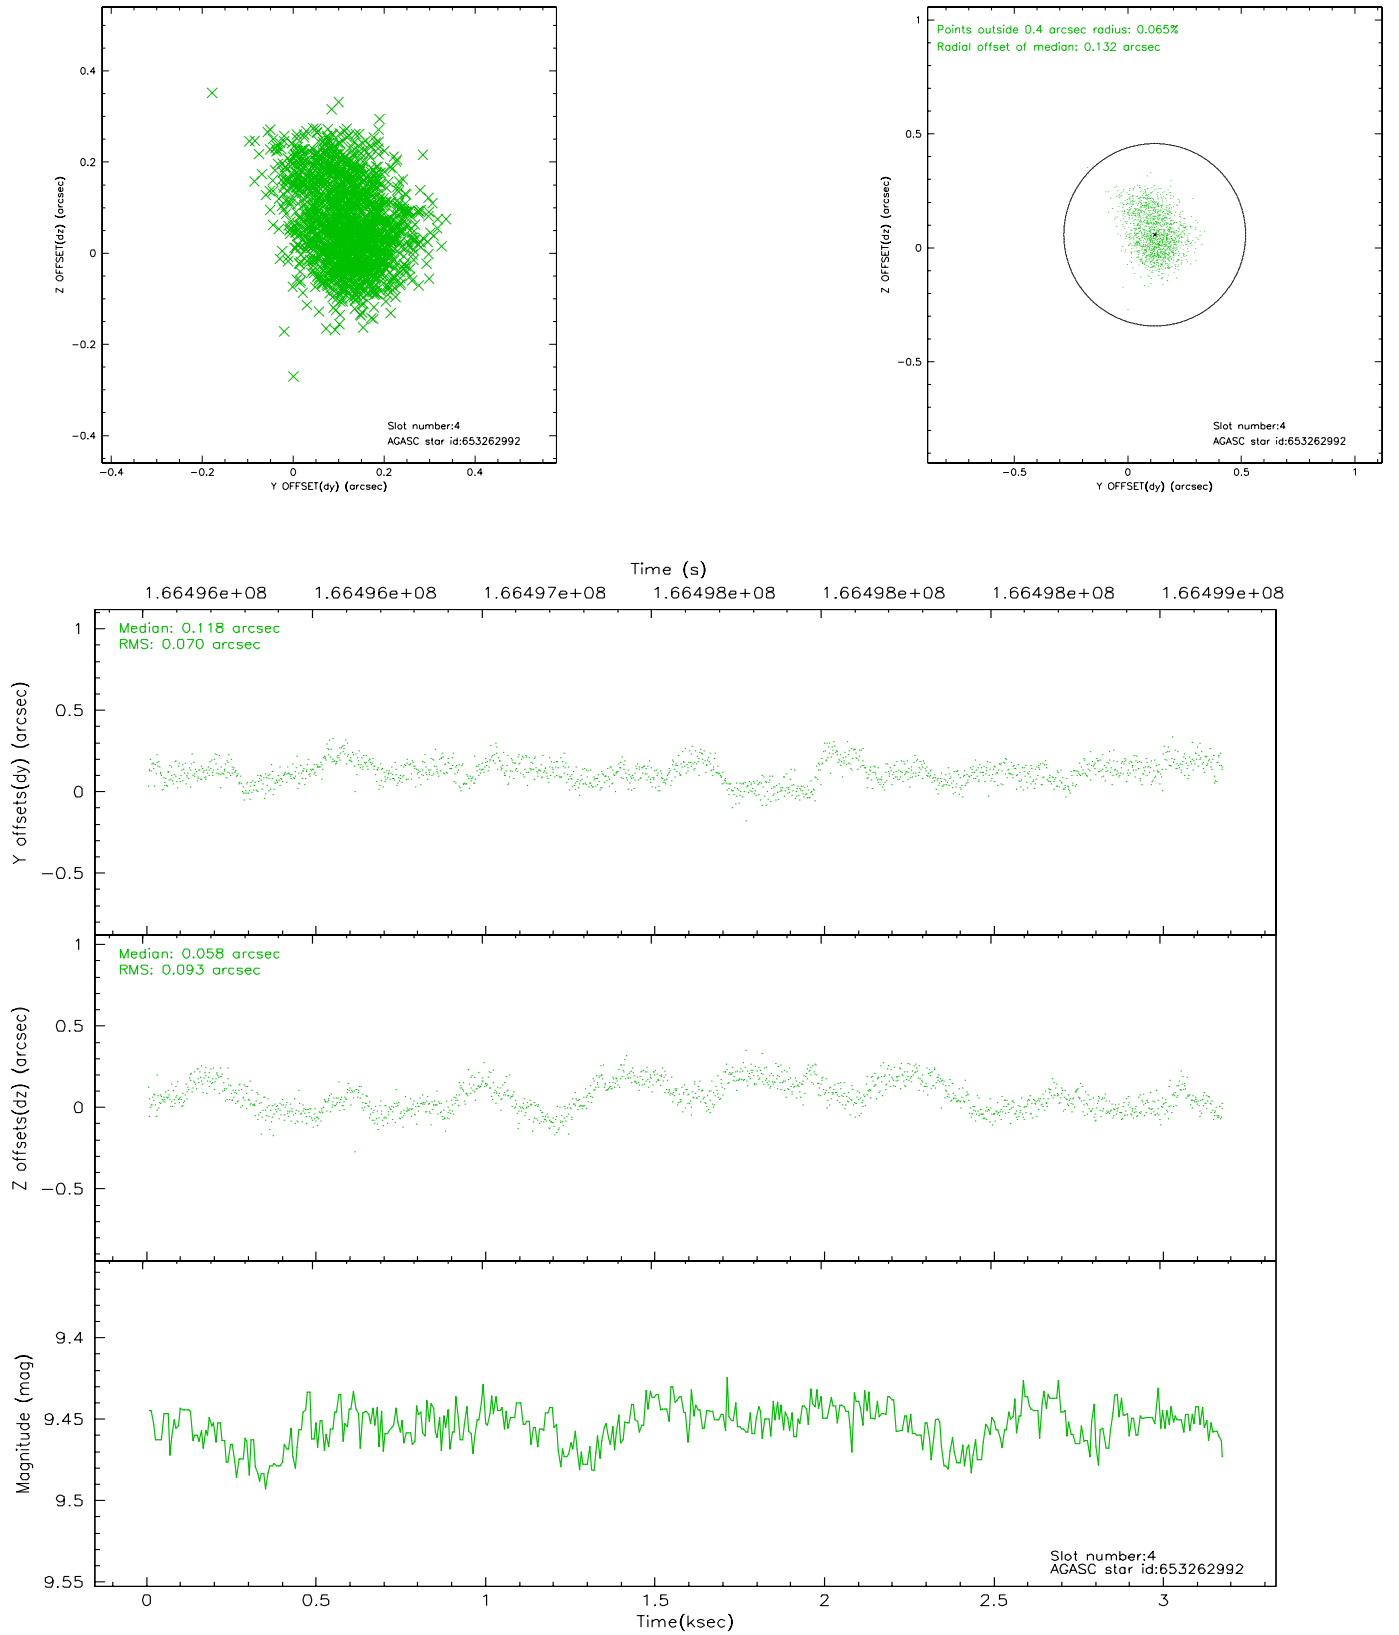 0.4
0.2
0
−0.2
−0.4
Z OFFSET(dz) (arcsec)
Slot number:4
AGASC star id:653262992
−0.4 −0.2 0 0.2 0.4
Y OFFSET(dy) (arcsec)
Points outside 0.4 arcsec radius: 0.065%
Radial offset of median: 0.132 arcsec
1
0.5
0
−0.5
Z OFFSET(dz) (arcsec)
Slot number:4
AGASC star id:653262992
−0.5 0 0.5 1
Y OFFSET(dy) (arcsec)
Time (s)
1.66496e+08 1.66496e+08 1.66497e+08 1.66498e+08 1.66498e+08 1.66498e+08 1.66499e+08
Median: 0.118 arcsec
RMS: 0.070 arcsec
1
0.5
0
−0.5
Y offsets(dy) (arcsec)
Median: 0.058 arcsec
RMS: 0.093 arcsec
1
0.5
0
−0.5
Z offsets(dz) (arcsec)
9.4
9.45
9.5
9.55
Magnitude (mag)
Slot number:4
AGASC star id:653262992
0 0.5 1 1.5 2 2.5 3
Time(ksec)